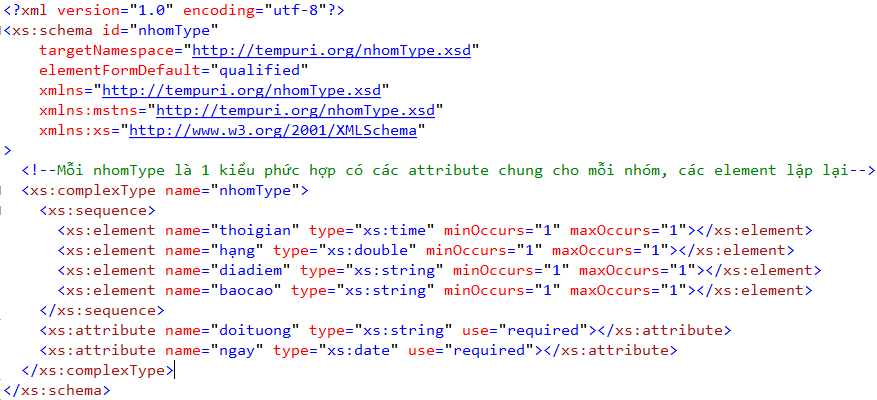 <?xml version="1.0" encoding="utf-8"?>
<xs:schema id="nhomType"
    targetNamespace="http://tempuri.org/nhomType.xsd"
    elementFormDefault="qualified"
    xmlns="http://tempuri.org/nhomType.xsd"
    xmlns:mstns="http://tempuri.org/nhomType.xsd"
    xmlns:xs="http://www.w3.org/2001/XMLSchema"
>
  <!--Mỗi nhomType là 1 kiểu phức hợp có các attribute chung cho mỗi nhóm, các element lặp lại-->
  <xs:complexType name="nhomType">
    <xs:sequence>
      <xs:element name="thoigian" type="xs:time" minOccurs="1" maxOccurs="1"></xs:element>
      <xs:element name="hạng" type="xs:double" minOccurs="1" maxOccurs="1"></xs:element>
      <xs:element name="diadiem" type="xs:string" minOccurs="1" maxOccurs="1"></xs:element>
      <xs:element name="baocao" type="xs:string" minOccurs="1" maxOccurs="1"></xs:element>
    </xs:sequence>
    <xs:attribute name="doituong" type="xs:string" use="required"></xs:attribute>
    <xs:attribute name="ngay" type="xs:date" use="required"></xs:attribute>
  </xs:complexType>
</xs:schema>